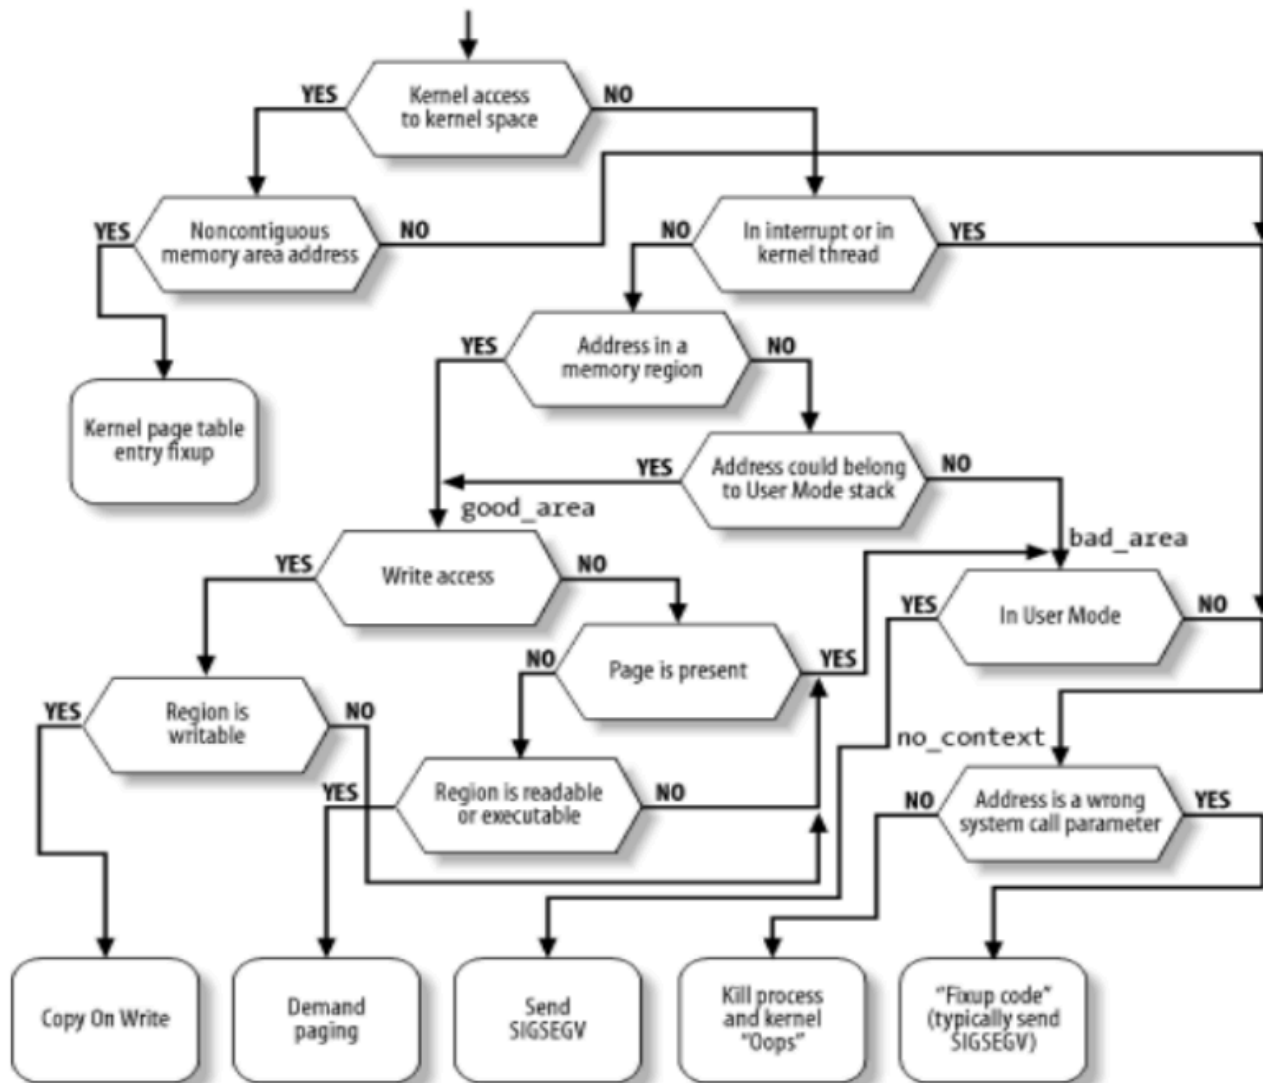 Kernel access
to kernel space
YES
NO
Noncontiguous
memory area address
YES
NO
In interrupt or in
kernel thread
NO
YES
Address in a
memory region
YES
NO
Kernel page table
entry fixup
Address could belong
to User Mode stack
YES
NO
good_area
bad_area
Write access
YES
NO
In User Mode
YES
NO
Page is present
NO
YES
Region is
writable
YES
NO
no_context
Region is readable
or executable
YES
NO
Address is a wrong
system call parameter
NO
YES
Copy On Write
Demand
paging
Send
SIGSEGV
Kill process
and kernel
“Oops”
“Fixup code”
(typically send
SIGSEGV)